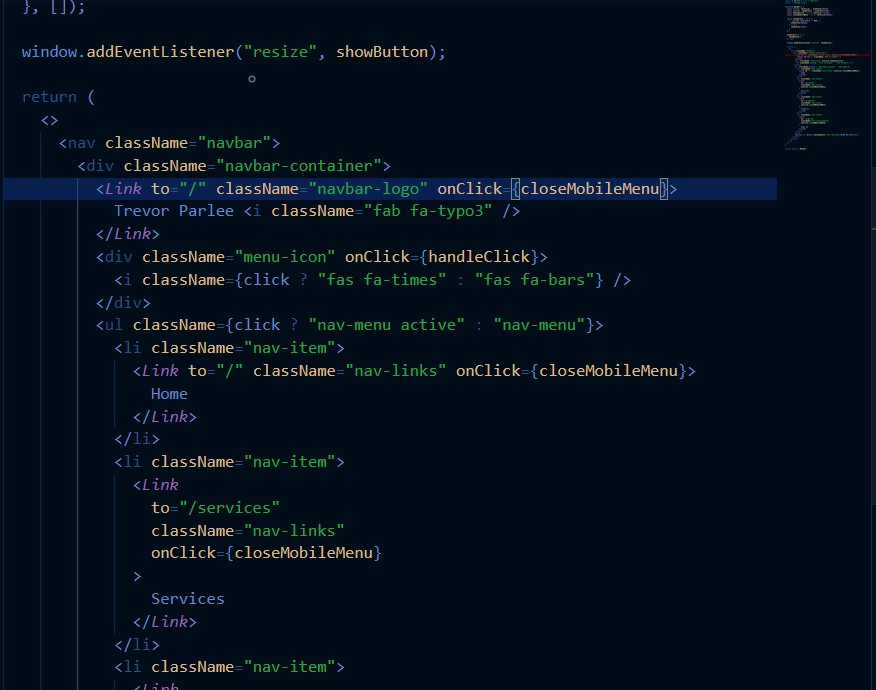 }, []);
window.addEventListener("resize", showButton);
return (
<>
<nav className="navbar">
<div className="navbar-container">
<Link to="/" className="navbar-logo" onClick={closeMobileMenu}>
Trevor Parlee <i className="fab fa-typo3" />
</Link>
<div className="menu-icon" onClick={handleClick}>
<i className={click ? "fas fa-times" : "fas fa-bars"} />
</div>
<ul className={click ? "nav-menu active" : "nav-menu"}>
<li className="nav-item">
<Link to="/" className="nav-links" onClick={closeMobileMenu}>
Home
</Link>
</li>
<li className="nav-item">
<Link
to="/services"
className="nav-links"
onClick={closeMobileMenu}
>
Services
</Link>
</li>
<li className="nav-item">
<Link